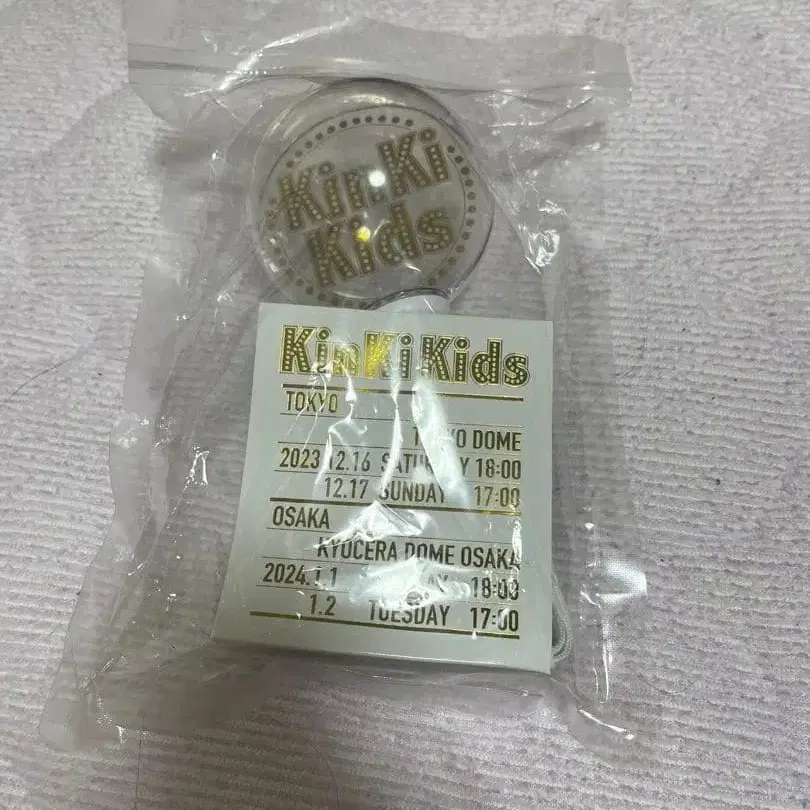 KinKi
Kids
KinKi Kids
TOKYO
DOME
2023.12.16 SATURDAY 18:00
12.17 SUNDAY 17:00
OSAKA
KYOCERA DOME OSAKA
2024.1.1 18:00
1.2 TUESDAY 17:00